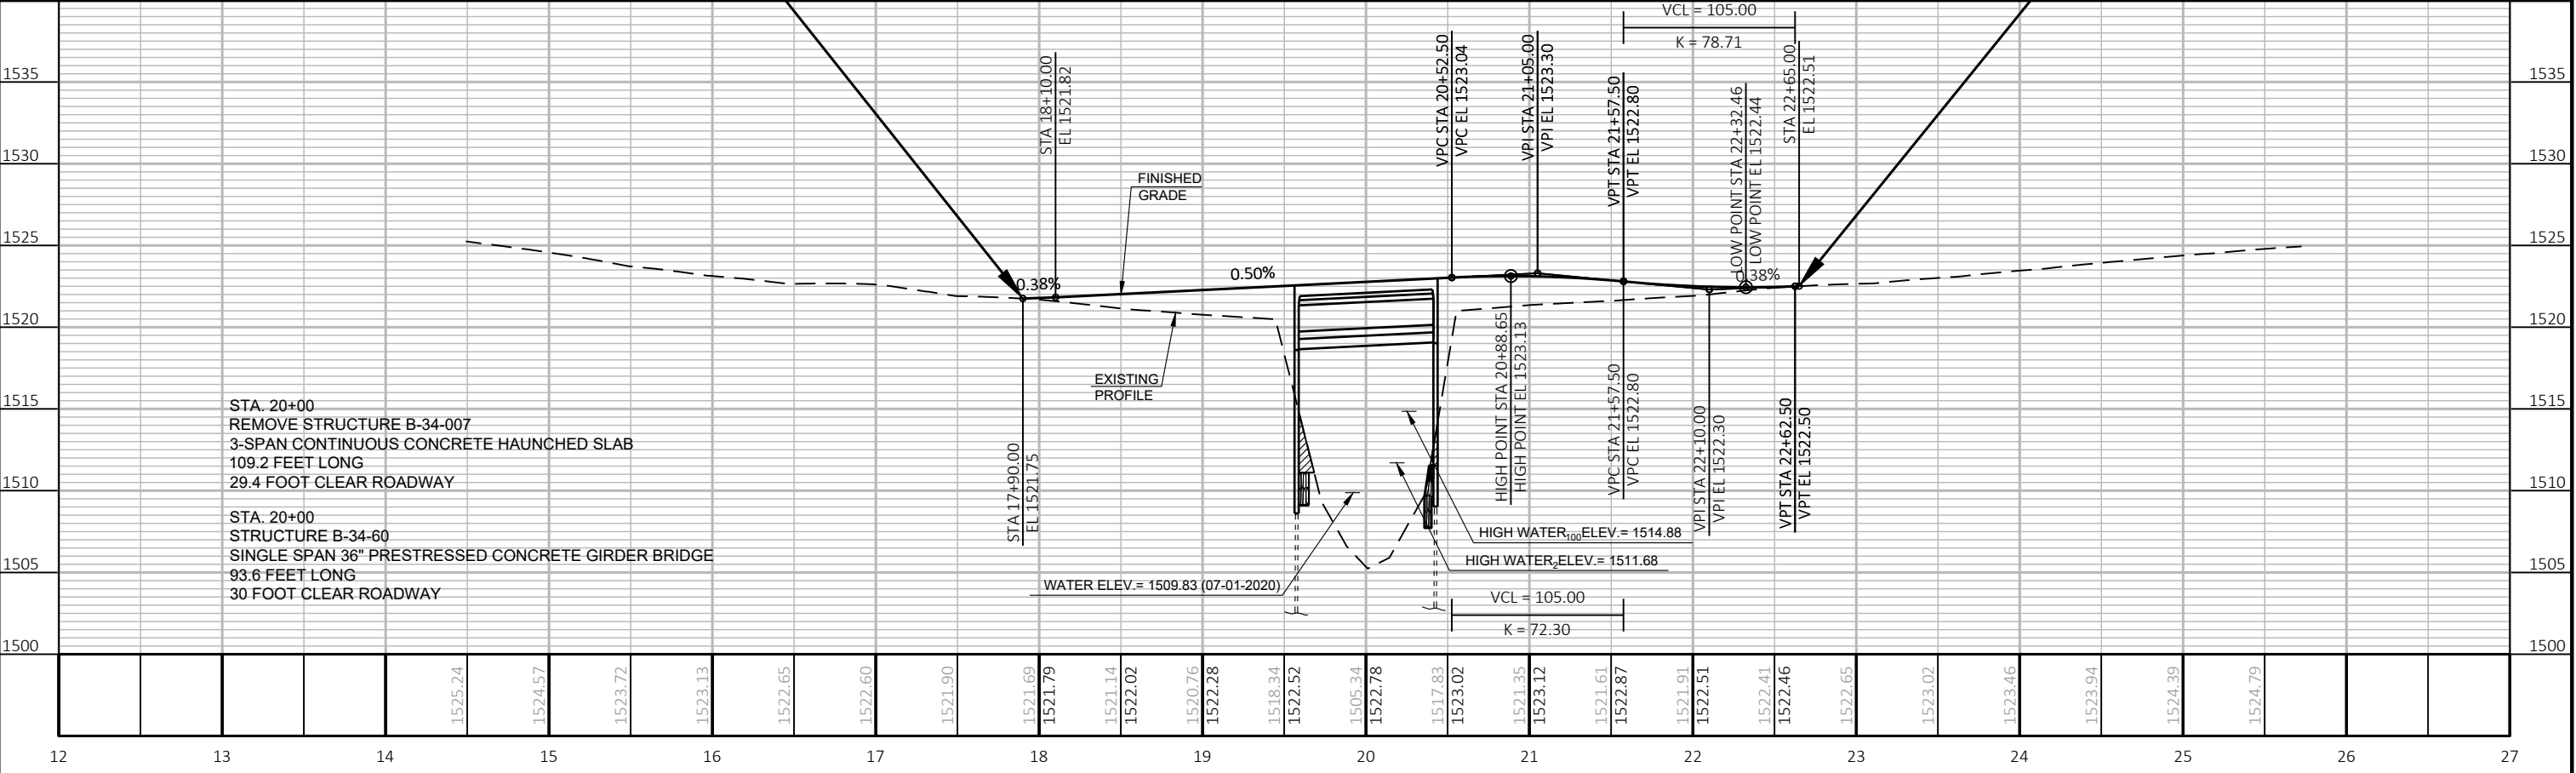 VCL = 105.00
K = 78.71
1535
1530
1525
1520
1515
1510
1505
1500
1535
1530
1525
1520
1515
1510
1505
1500
STA 18+10.00
EL 1521.82
VPC STA 20+52.50
VPC EL 1523.04
VPI STA 21+05.00
VPI EL 1523.30
VPT STA 21+57.50
VPT EL 1522.80
LOW POINT STA 22+32.46
LOW POINT EL 1522.44
STA 22+65.00
EL 1522.51
FINISHED
GRADE
0.38%
0.50%
0.38%
EXISTING
PROFILE
STA 17+90.00
EL 1521.75
HIGH POINT STA 20+88.65
HIGH POINT EL 1523.13
VPC STA 21+57.50
VPC EL 1522.80
VPI STA 22+10.00
VPI EL 1522.30
VPT STA 22+62.50
VPT EL 1522.50
STA. 20+00
REMOVE STRUCTURE B-34-007
3-SPAN CONTINUOUS CONCRETE HAUNCHED SLAB
109.2 FEET LONG
29.4 FOOT CLEAR ROADWAY
STA. 20+00
STRUCTURE B-34-60
SINGLE SPAN 36" PRESTRESSED CONCRETE GIRDER BRIDGE
93.6 FEET LONG
30 FOOT CLEAR ROADWAY
HIGH WATER100ELEV.= 1514.88
HIGH WATER2ELEV.= 1511.68
WATER ELEV.= 1509.83 (07-01-2020)
VCL = 105.00
K = 72.30
1525.24
1524.57
1523.72
1523.13
1522.65
1522.60
1521.90
1521.69
1521.79
1521.14
1522.02
1520.76
1522.28
1518.34
1522.52
1505.34
1522.78
1517.83
1523.02
1521.35
1523.12
1521.61
1522.87
1521.91
1522.51
1522.41
1522.46
1522.65
1523.02
1523.46
1523.94
1524.39
1524.79
12 13 14 15 16 17 18 19 20 21 22 23 24 25 26 27